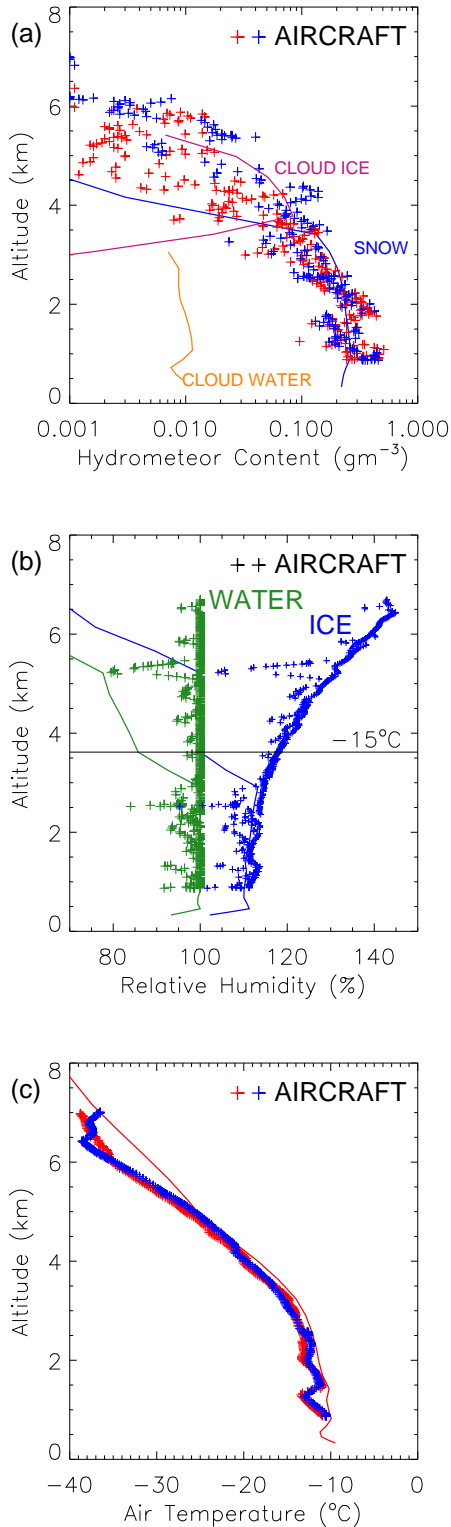 (a)
++ AIRCRAFT
8
6
4
2
0
Altitude (km)
CLOUD ICE
SNOW
CLOUD WATER
0.001 0.010 0.100 1.000
Hydrometeor Content (gm⁻³)
(b)
++ AIRCRAFT
WATER
ICE
−15°C
8
6
4
2
0
Altitude (km)
80 100 120 140
Relative Humidity (%)
(c)
++ AIRCRAFT
8
6
4
2
0
Altitude (km)
−40 −30 −20 −10 0
Air Temperature (°C)